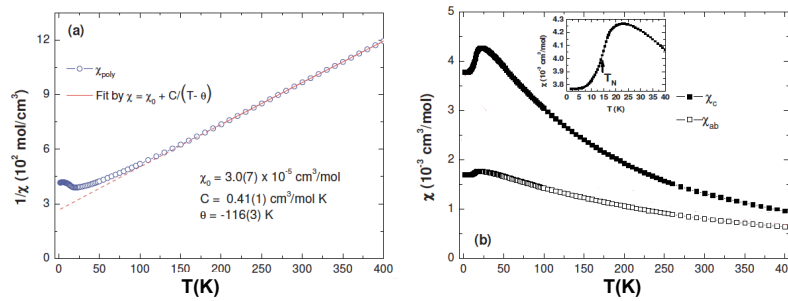 (a)
12
9
6
3
0
1/χ (10² mol/cm³)
χpoly
Fit by χ = χ₀ + C/(T- θ)
χ₀ = 3.0(7) x 10⁻⁵ cm³/mol
C = 0.41(1) cm³/mol K
θ = -116(3) K
0 50 100 150 200 250 300 350 400
T(K)
5
4
3
2
1
0
χ (10⁻³ cm³/mol)
4.3
4.2
4.1
4.0
3.9
3.8
χ (10⁻³ cm³/mol)
T_N
0 5 10 15 20 25 30 35 40
T (K)
χc
χab
(b)
0 50 100 150 200 250 300 350 400
T(K)